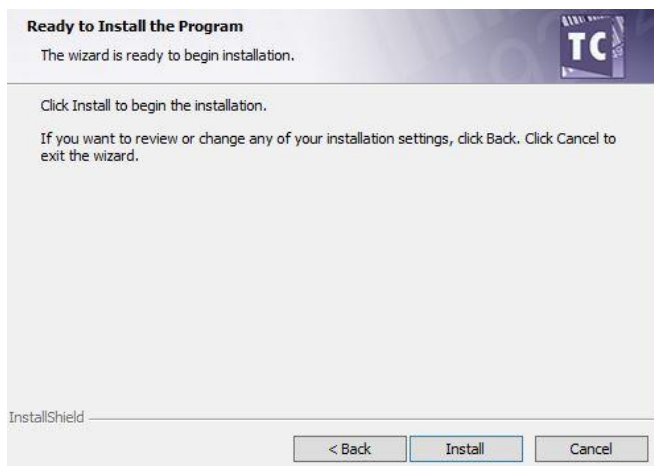 Ready to Install the Program
The wizard is ready to begin installation.
TC
Click Install to begin the installation.
If you want to review or change any of your installation settings, click Back. Click Cancel to
exit the wizard.
InstallShield
< Back
Install
Cancel